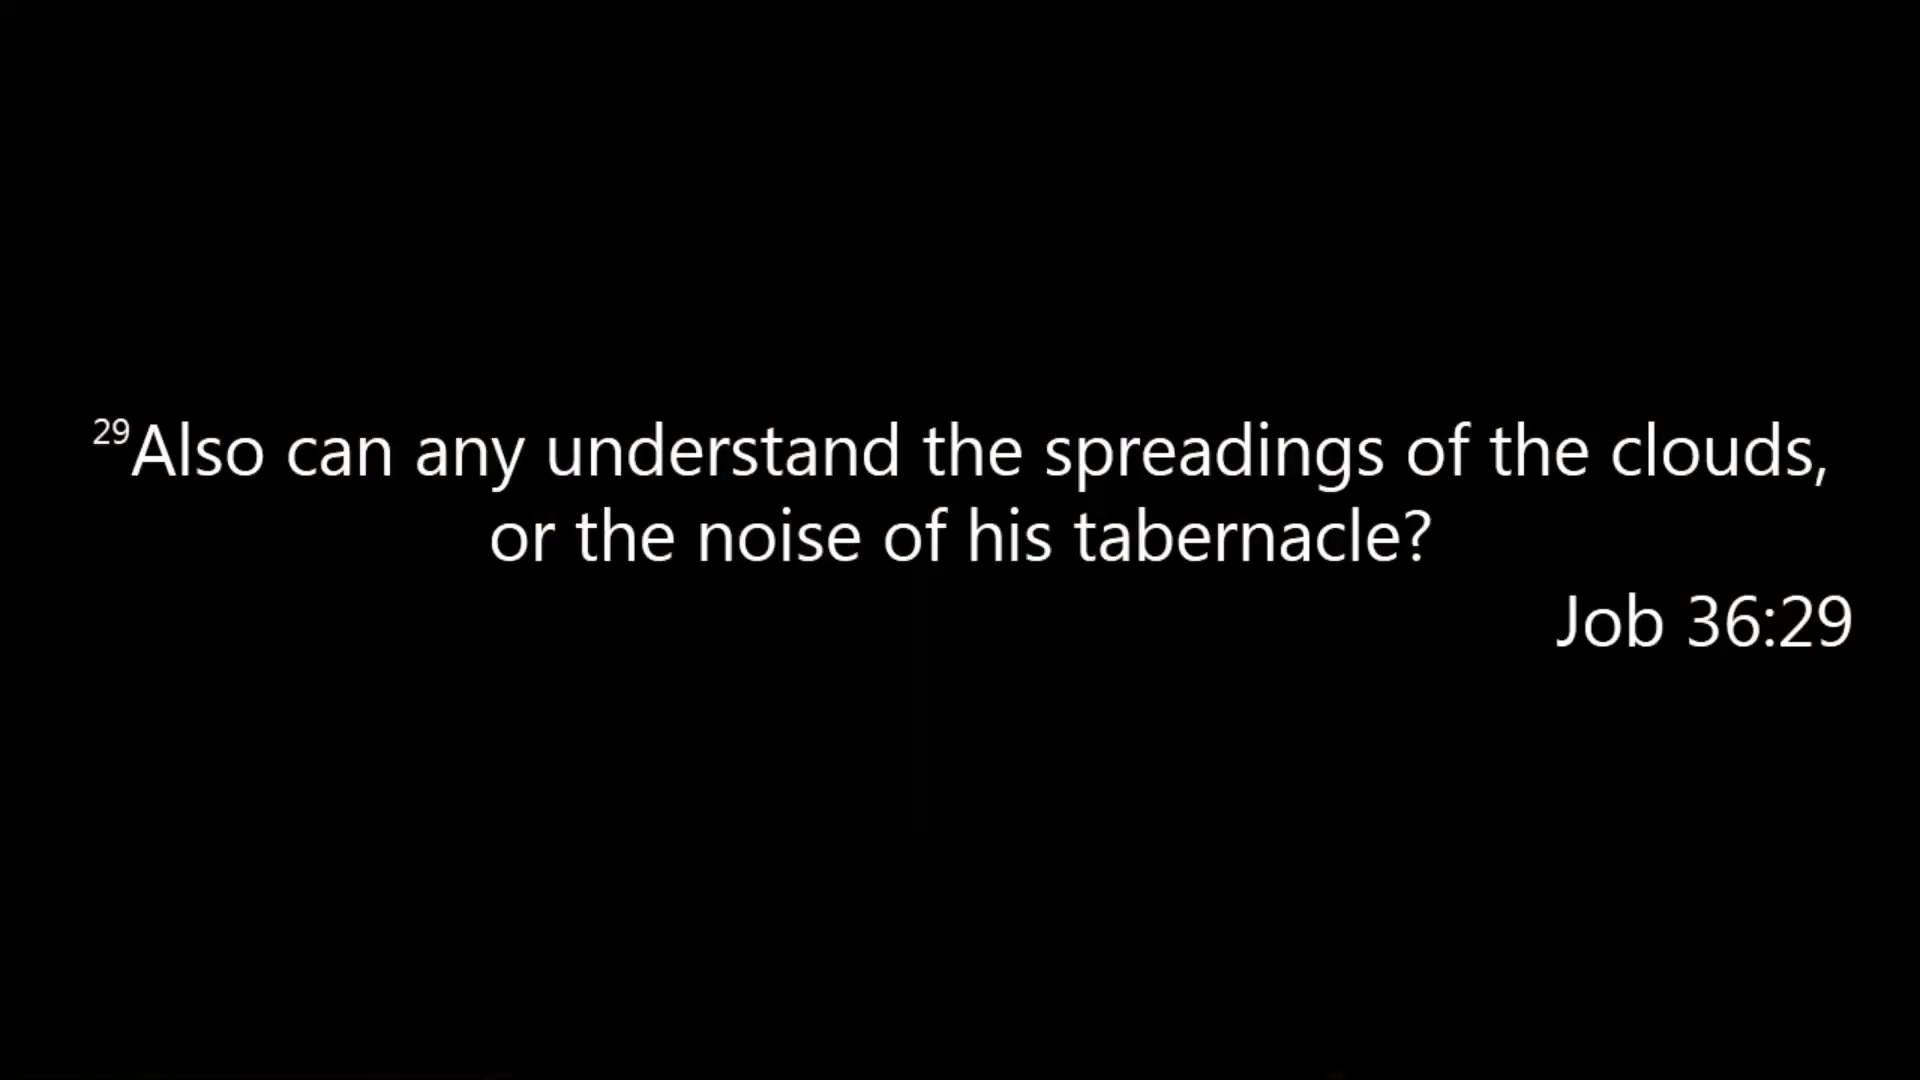 ²⁹Also can any understand the spreadings of the clouds,
or the noise of his tabernacle?
Job 36:29